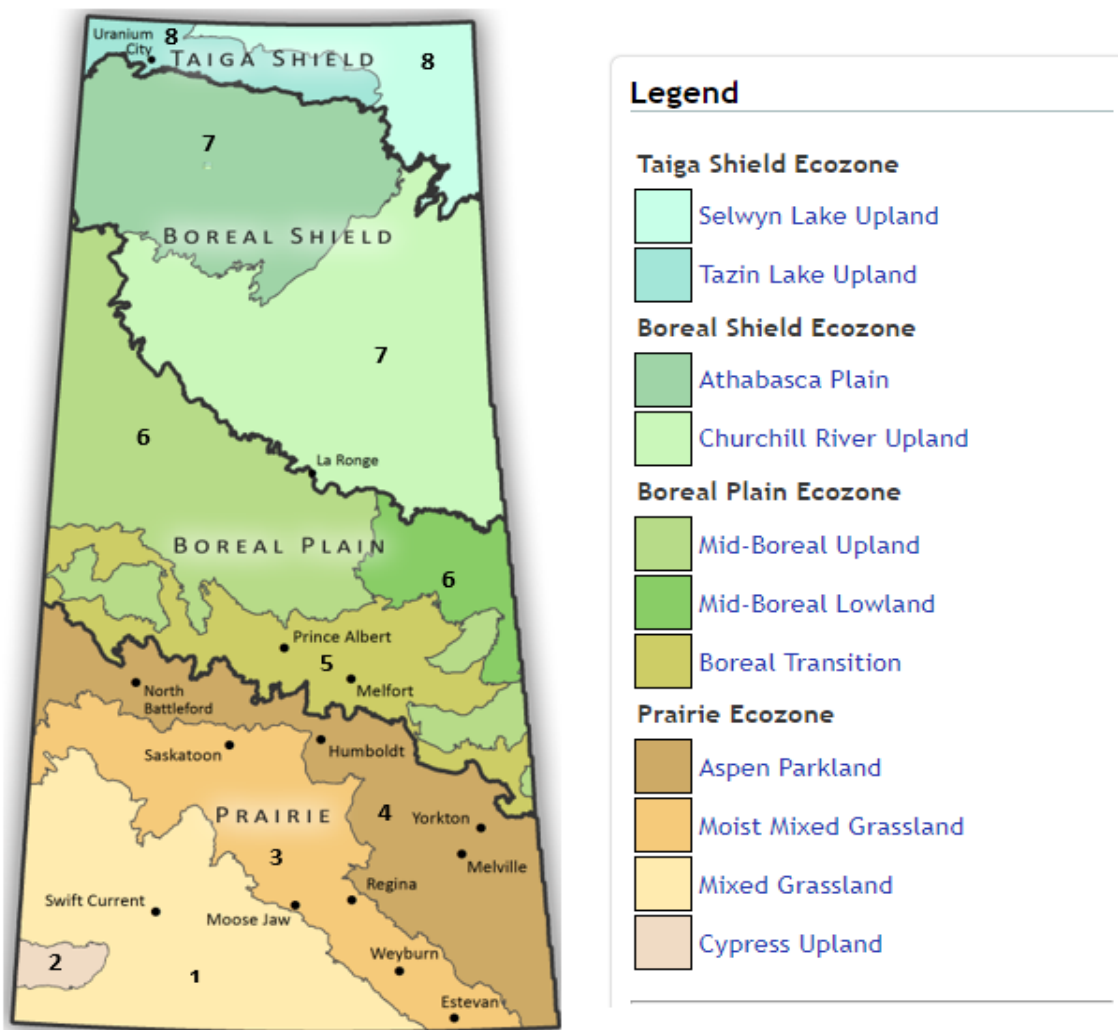 Uranium
City
8
TAIGA SHIELD
8
7
BOREAL SHIELD
7
6
La Ronge
BOREAL PLAIN
6
Prince Albert
5
Melfort
North
Battleford
Saskatoon
Humboldt
PRAIRIE
4
Yorkton
3
Melville
Regina
Swift Current
Moose Jaw
Weyburn
2
1
Estevan
Legend
Taiga Shield Ecozone
Selwyn Lake Upland
Tazin Lake Upland
Boreal Shield Ecozone
Athabasca Plain
Churchill River Upland
Boreal Plain Ecozone
Mid-Boreal Upland
Mid-Boreal Lowland
Boreal Transition
Prairie Ecozone
Aspen Parkland
Moist Mixed Grassland
Mixed Grassland
Cypress Upland